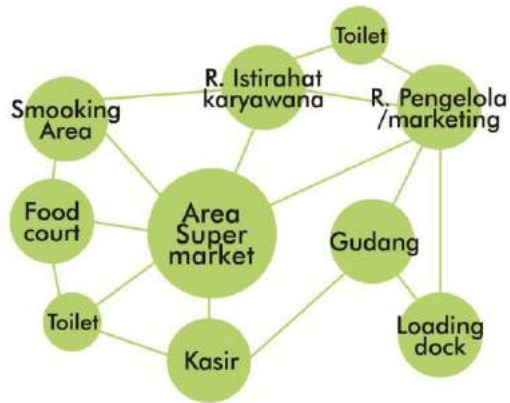 Toilet
R. Istirahat
karyawana
R. Pengelola
/marketing
Smooking
Area
Food
court
Area
Super
market
Gudang
Toilet
Kasir
Loading
dock